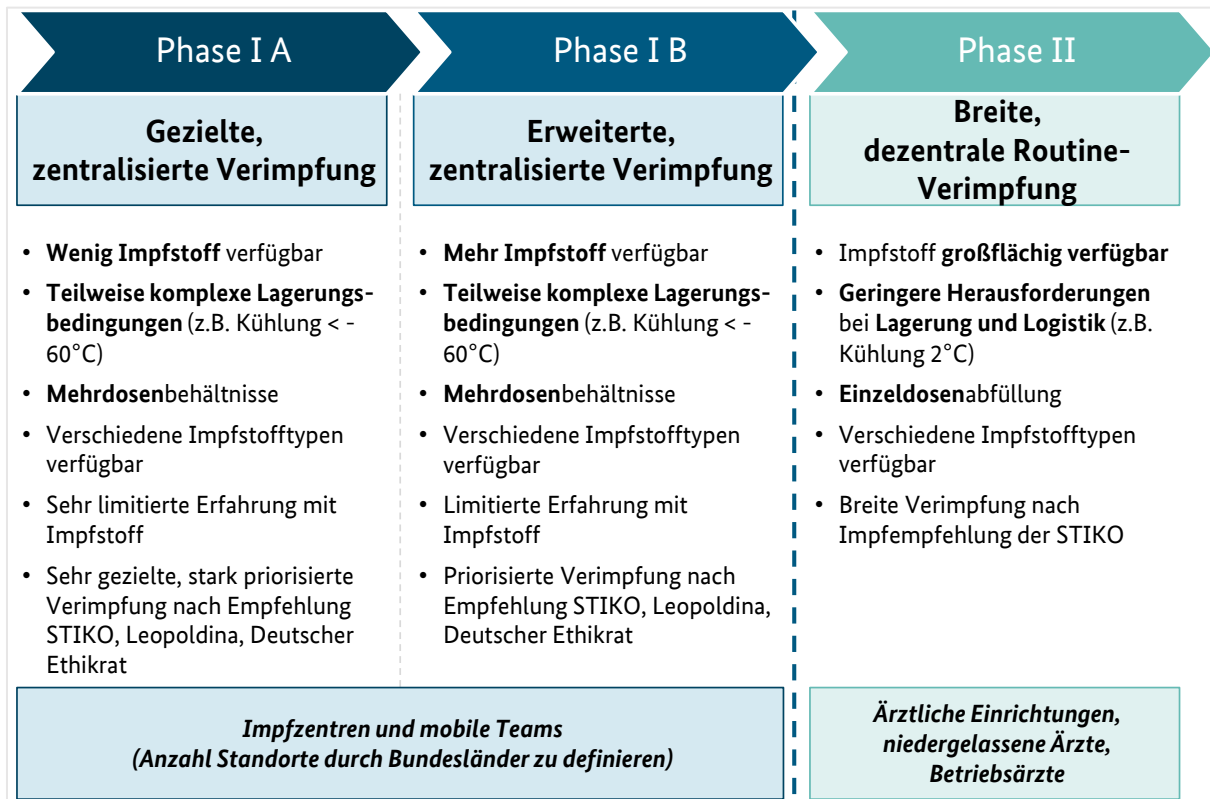 Phase I A
Phase I B
Phase II
Gezielte,
zentralisierte Verimpfung
Erweiterte,
zentralisierte Verimpfung
Breite,
dezentrale Routine-
Verimpfung
• Wenig Impfstoff verfügbar
• Teilweise komplexe Lagerungs-
bedingungen (z.B. Kühlung < -
60°C)
• Mehrdosenbehältnisse
• Verschiedene Impfstofftypen
verfügbar
• Sehr limitierte Erfahrung mit
Impfstoff
• Sehr gezielte, stark priorisierte
Verimpfung nach Empfehlung
STIKO, Leopoldina, Deutscher
Ethikrat
• Mehr Impfstoff verfügbar
• Teilweise komplexe Lagerungs-
bedingungen (z.B. Kühlung < -
60°C)
• Mehrdosenbehältnisse
• Verschiedene Impfstofftypen
verfügbar
• Limitierte Erfahrung mit
Impfstoff
• Priorisierte Verimpfung nach
Empfehlung STIKO, Leopoldina,
Deutscher Ethikrat
• Impfstoff großflächig verfügbar
• Geringere Herausforderungen
bei Lagerung und Logistik (z.B.
Kühlung 2°C)
• Einzeldosenabfüllung
• Verschiedene Impfstofftypen
verfügbar
• Breite Verimpfung nach
Impfempfehlung der STIKO
Impfzentren und mobile Teams
(Anzahl Standorte durch Bundesländer zu definieren)
Ärztliche Einrichtungen,
niedergelassene Ärzte,
Betriebsärzte